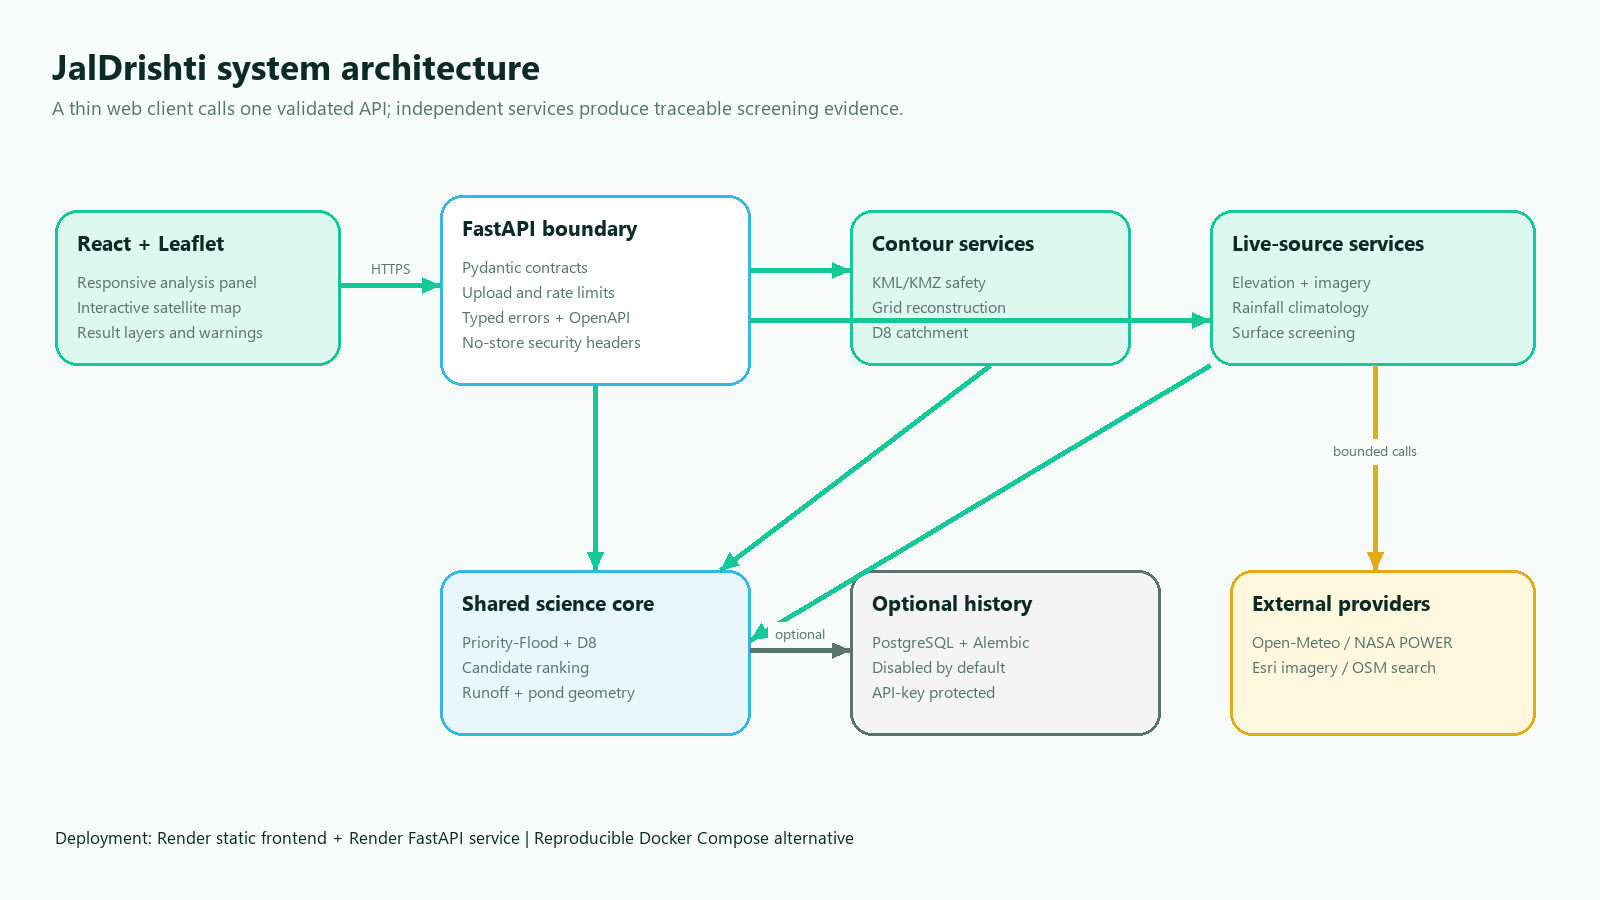 JalDrishti system architecture
A thin web client calls one validated API; independent services produce traceable screening evidence.
React + Leaflet
Responsive analysis panel
Interactive satellite map
Result layers and warnings
HTTPS
FastAPI boundary
Pydantic contracts
Upload and rate limits
Typed errors + OpenAPI
No-store security headers
Contour services
KML/KMZ safety
Grid reconstruction
D8 catchment
Live-source services
Elevation + imagery
Rainfall climatology
Surface screening
bounded calls
Shared science core
Priority-Flood + D8
Candidate ranking
Runoff + pond geometry
optional
Optional history
PostgreSQL + Alembic
Disabled by default
API-key protected
External providers
Open-Meteo / NASA POWER
Esri imagery / OSM search
Deployment: Render static frontend + Render FastAPI service | Reproducible Docker Compose alternative